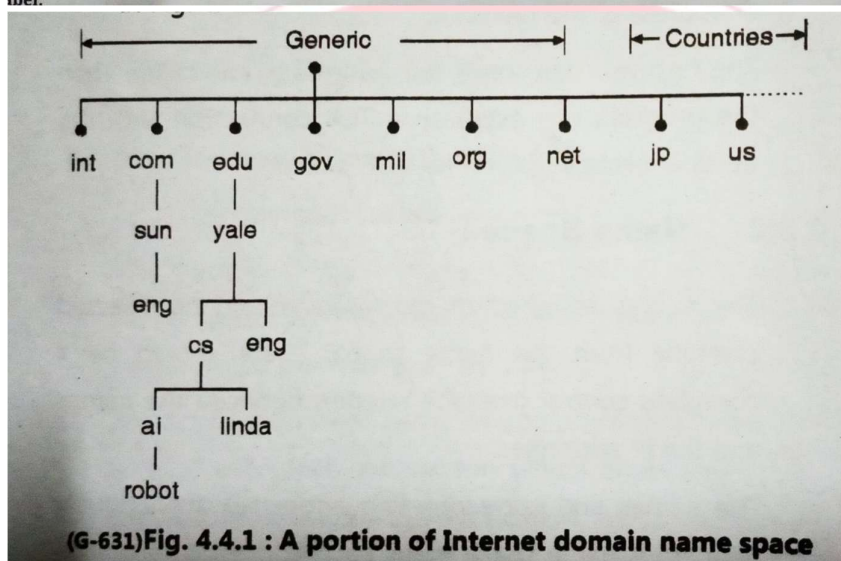 Generic Countries
int com edu gov mil org net jp us
sun yale
eng
cs eng
ai linda
robot
(G-631)Fig. 4.4.1 : A portion of Internet domain name space